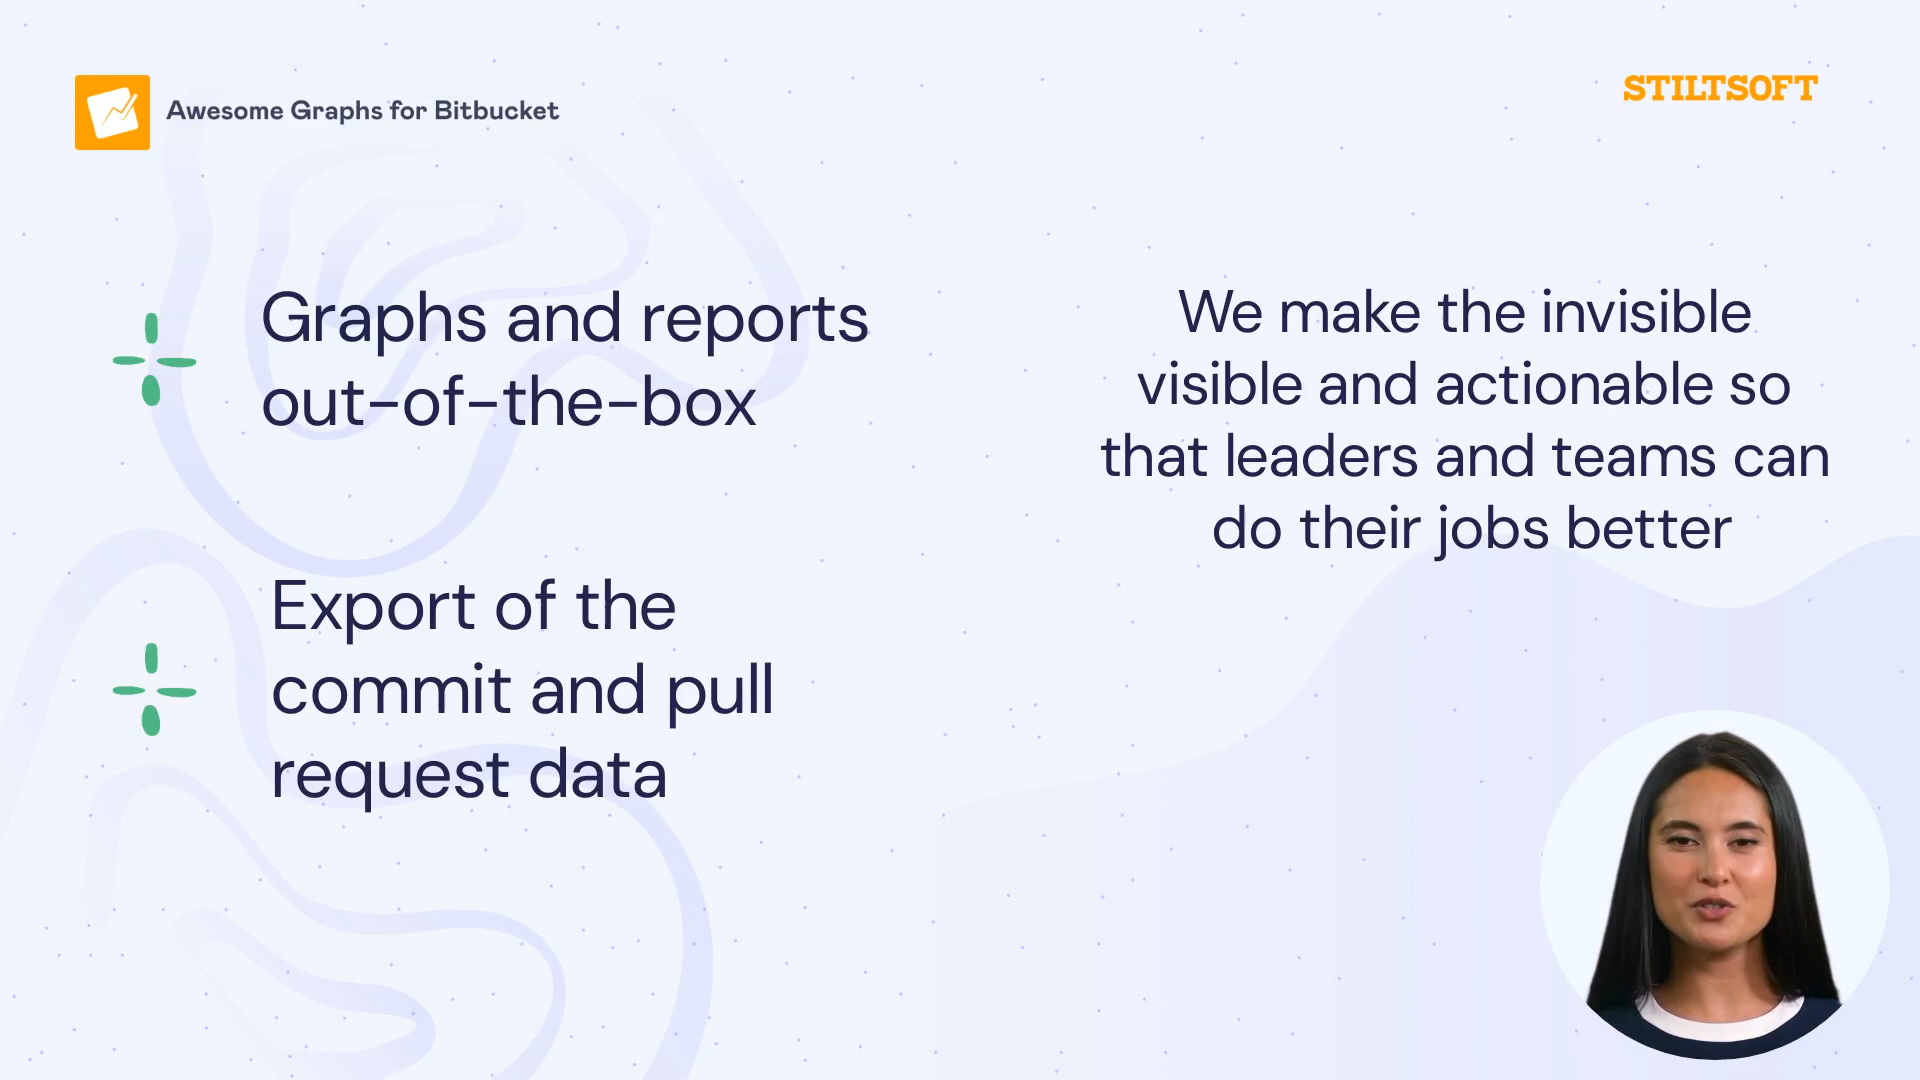 Awesome Graphs for Bitbucket
STILTSOFT
Graphs and reports
out-of-the-box
Export of the
commit and pull
request data
We make the invisible
visible and actionable so
that leaders and teams can
do their jobs better